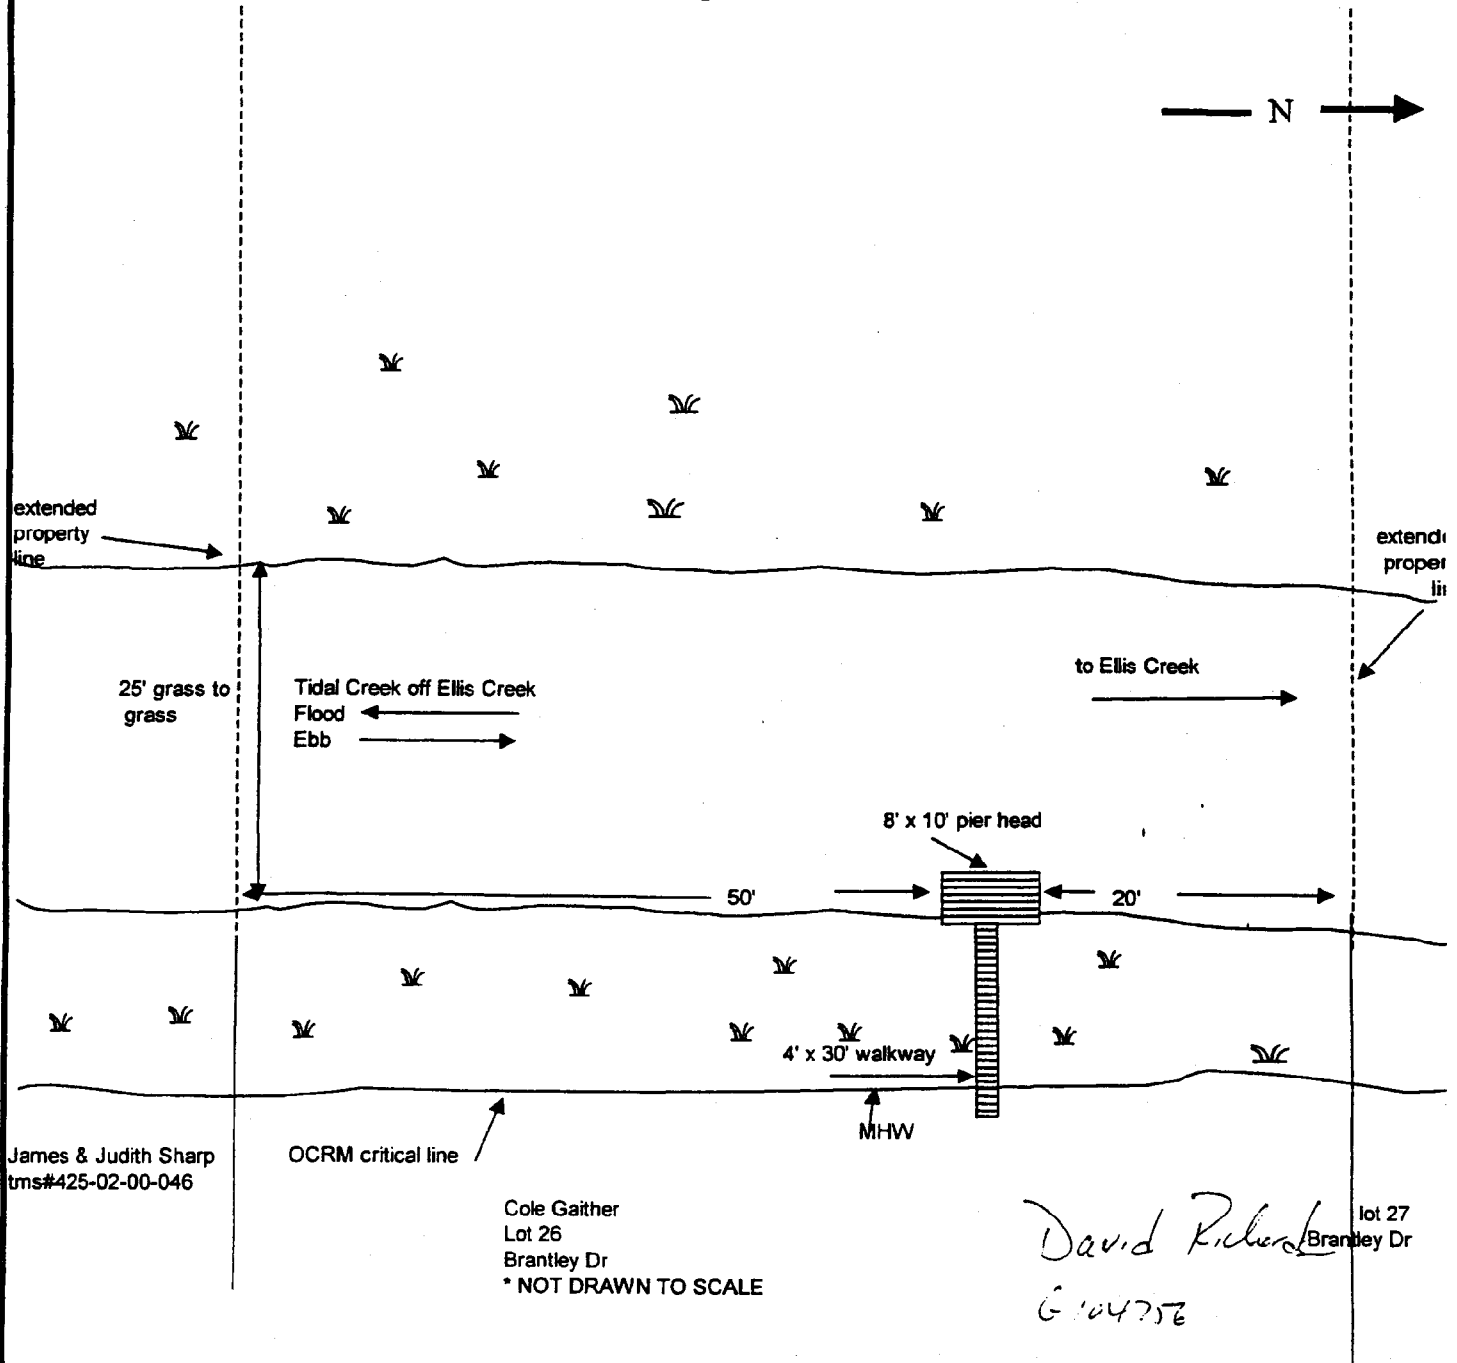 N
extended
property
line
extend
proper
li
25' grass to
grass
Tidal Creek off Ellis Creek
Flood
Ebb
to Ellis Creek
8' x 10' pier head
50'
20'
4' x 30' walkway
MHW
OCRM critical line
James & Judith Sharp
tms#425-02-00-046
Cole Gaither
Lot 26
Brantley Dr
* NOT DRAWN TO SCALE
David
lot 27
Brantley Dr